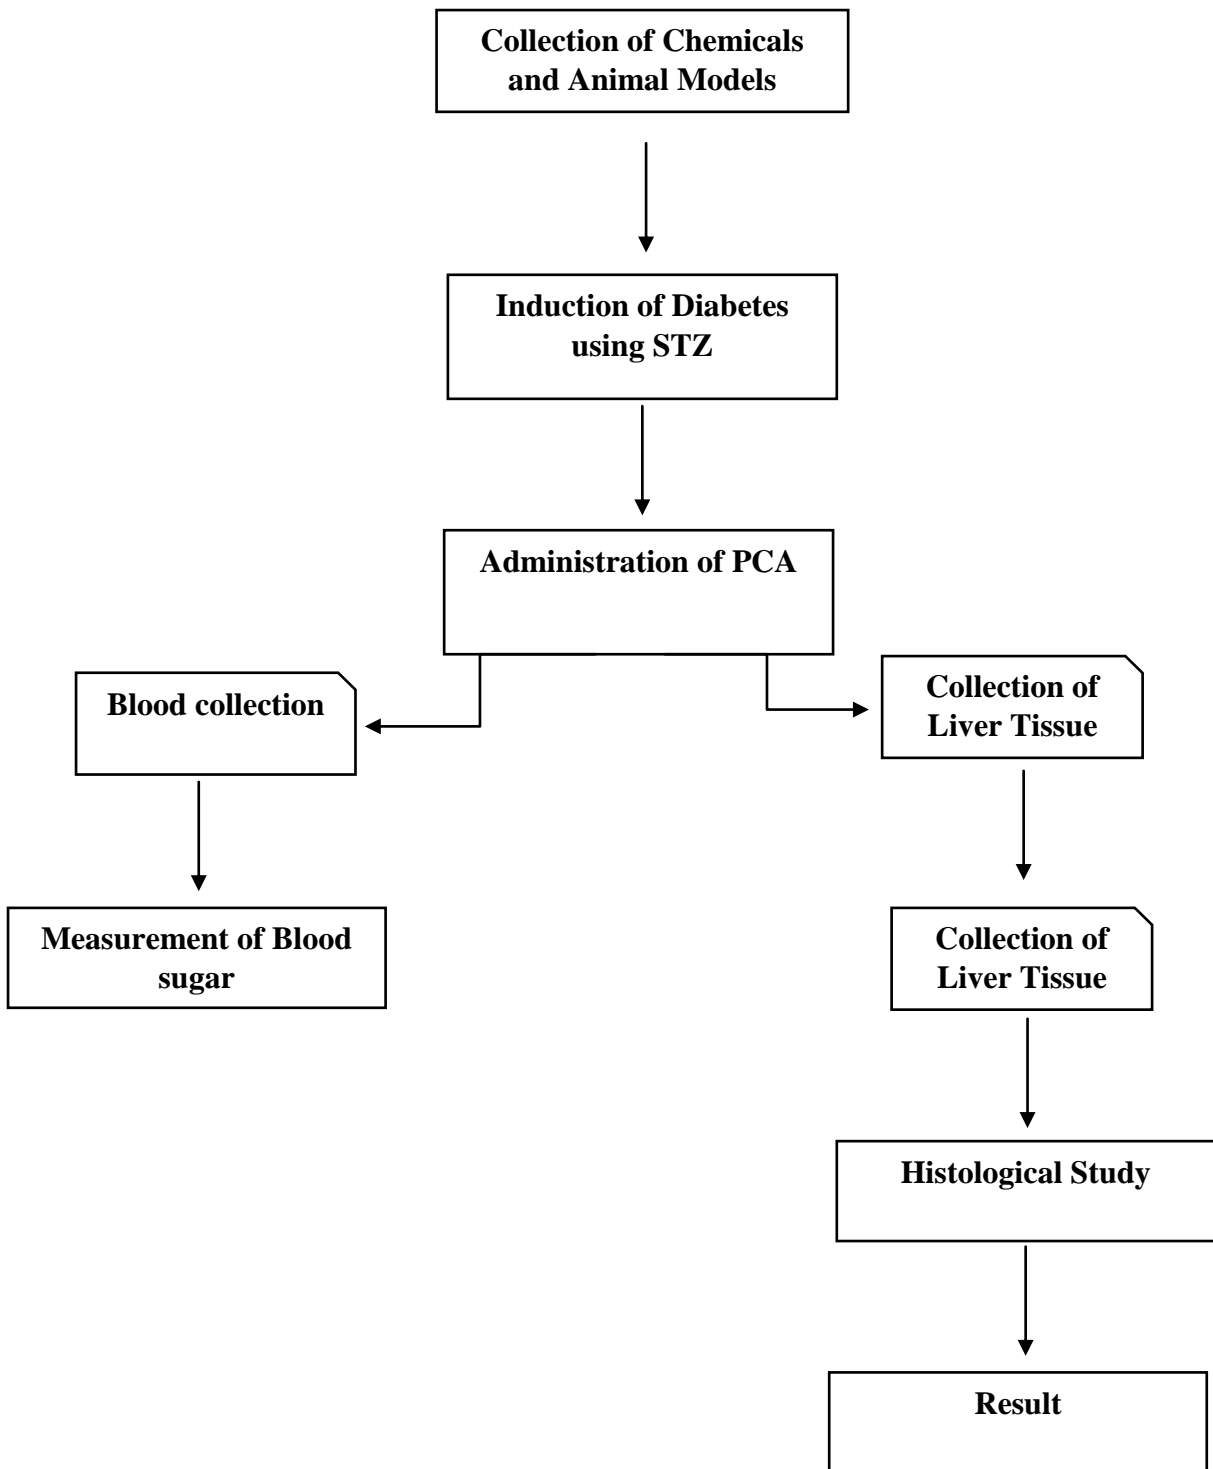 Collection of Chemicals
and Animal Models
Induction of Diabetes
using STZ
Administration of PCA
Blood collection
Collection of
Liver Tissue
Measurement of Blood
sugar
Collection of
Liver Tissue
Histological Study
Result